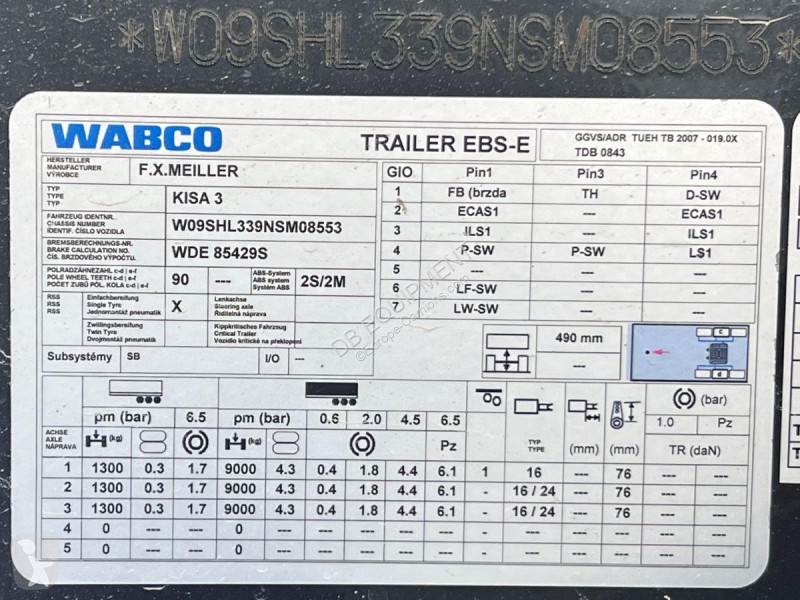 *W09SHL339NSM08553*
WABCO TRAILER EBS-E GGVS/ADR TUEH TB 2007 - 019.0X
TDB 0843
HERSTELLER
MANUFACTURER
VÝROBCE
F.X.MEILLER
TYP
TYPE
TYP
KISA 3
FAHRZEUG IDENTNR.
CHASSIS NUMBER
IDENTIF. ČÍSLO VOZIDLA
W09SHL339NSM08553
BREMSBERECHNUNGS-NR.
BRAKE CALCULATION NO.
CÍS. BRZDOVÉHO VÝPOČTU
WDE 85429S
POLRADZÄHNEZAHL c-d | e-f
POLE WHEEL TEETH c-d | e-f
POČET ZUBŮ PÓL. KOLA c-d | e-f
90 ---
ABS-System
ABS system
Systém ABS
2S/2M
RSS Einfachbereifung
RSS Single Tyre
RSS Jednomontáž pneumatik
X
Lenkachse
Steering axle
Řiditelná náprava
Zwillingsbereifung
Twin Tyre
Dvojmontáž pneumatik
Kippkritisches Fahrzeug
Critical Trailer
Vozidlo kritické na překlopení
Subsystémy SB I/O ---
GIO Pin1 Pin3 Pin4
1 FB (brzda TH D-SW
2 ECAS1 --- ECAS1
3 ILS1 --- ILS1
4 P-SW P-SW LS1
5 --- --- ---
6 LF-SW
7 LW-SW
490 mm
---
c
d
pm (bar) 6.5 pm (bar) 0.6 2.0 4.5 6.5 (bar)
1.0 Pz
ACHSE
AXLE
NÁPRAVA
(kg) (kg) Pz TYP
TYPE (mm) (mm) TR (daN)
1 1300 0.3 1.7 9000 4.3 0.4 1.8 4.4 6.1 1 16 --- 76
2 1300 0.3 1.7 9000 4.3 0.4 1.8 4.4 6.1 - 16 / 24 --- 76
3 1300 0.3 1.7 9000 4.3 0.4 1.8 4.4 6.1 - 16 / 24 --- 76
4 0 --- --- 0 --- --- --- --- --- - --- --- ---
5 0 --- --- 0 --- --- --- --- --- - --- --- ---
DB EQUIPMENT